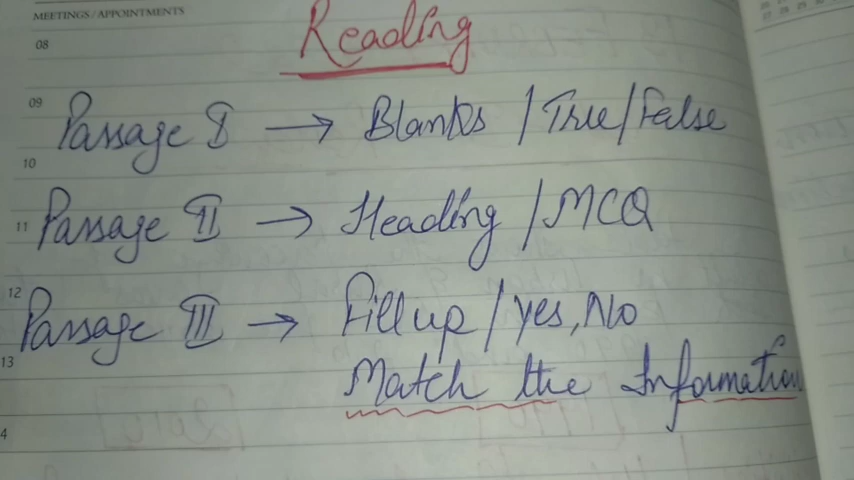 MEETINGS/APPOINTMENTS
Reading
08
09
Passage I → Blanks / True/False
10
11 Passage II → Heading / MCQ
12
Passage III → Fill up / Yes, No
13
Match the Information
4